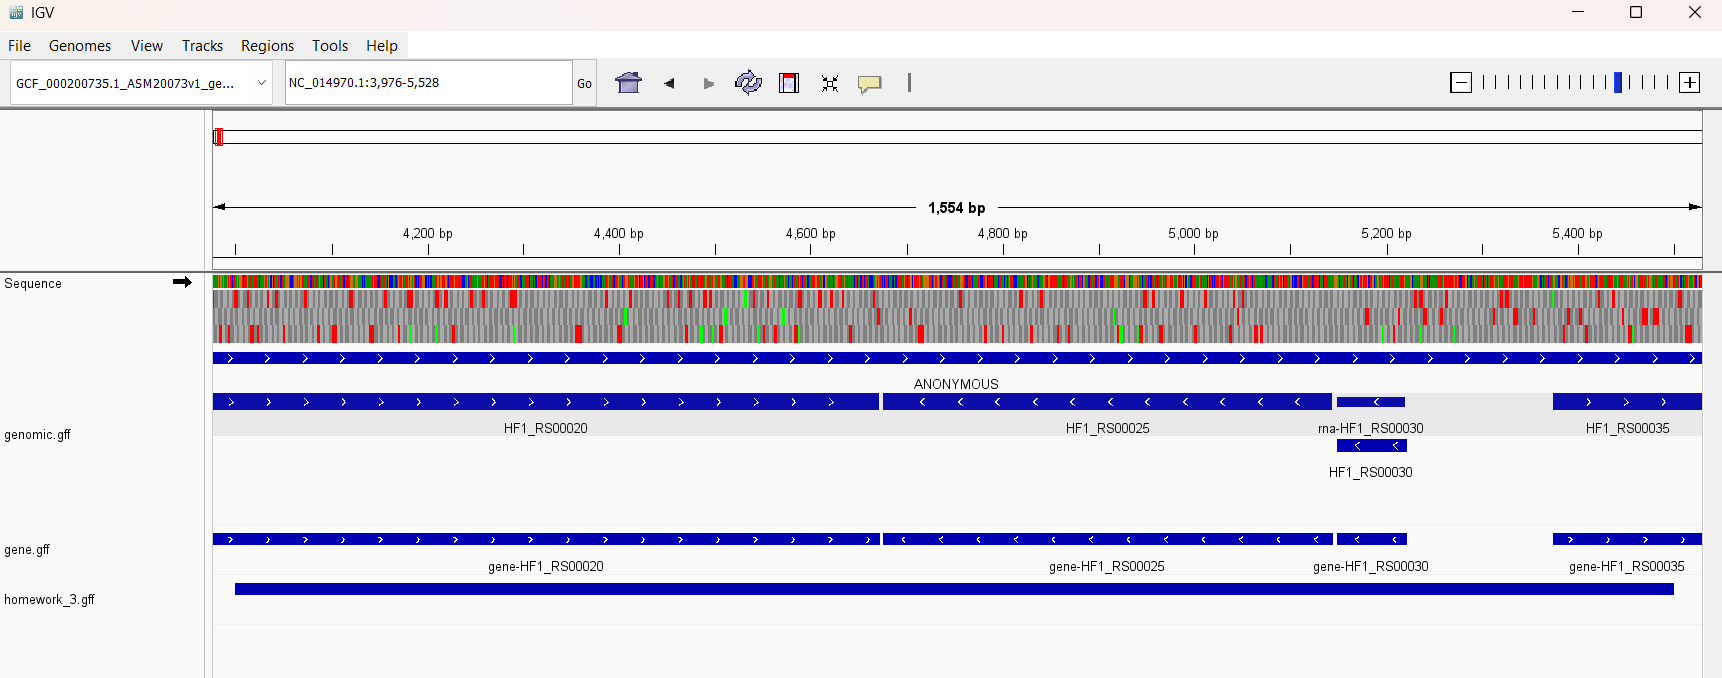 IGV
File Genomes View Tracks Regions Tools Help
GCF_000200735.1_ASM20073v1_ge... NC_014970.1:3,976-5,528 Go
1,554 bp
4,200 bp 4,400 bp 4,600 bp 4,800 bp 5,000 bp 5,200 bp 5,400 bp
Sequence
ANONYMOUS
HF1_RS00020 HF1_RS00025 rna-HF1_RS00030 HF1_RS00035
genomic.gff
HF1_RS00030
gene.gff
gene-HF1_RS00020 gene-HF1_RS00025 gene-HF1_RS00030 gene-HF1_RS00035
homework_3.gff